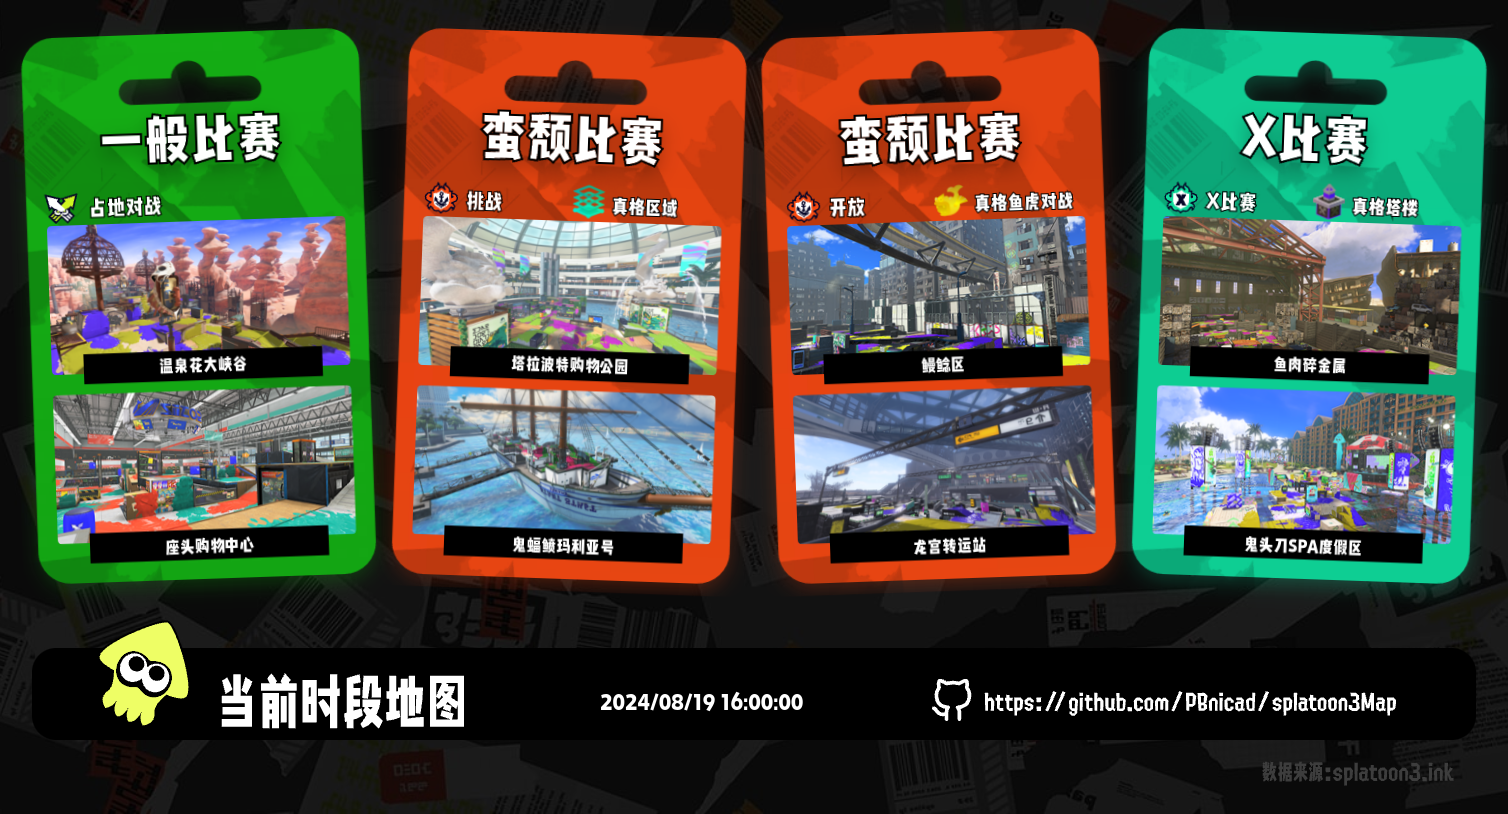 一般比赛
占地对战
温泉花大峡谷
座头购物中心
蛮颓比赛
挑战
真格区域
塔拉波特购物公园
鬼蝠鲼玛利亚号
蛮颓比赛
开放
真格鱼虎对战
鳗鲶区
龙宫转运站
X比赛
X比赛
真格塔楼
鱼肉碎金属
鬼头刀SPA度假区
当前时段地图
2024/08/19 16:00:00
https://github.com/PBnicad/splatoon3Map
数据来源:splatoon3.ink